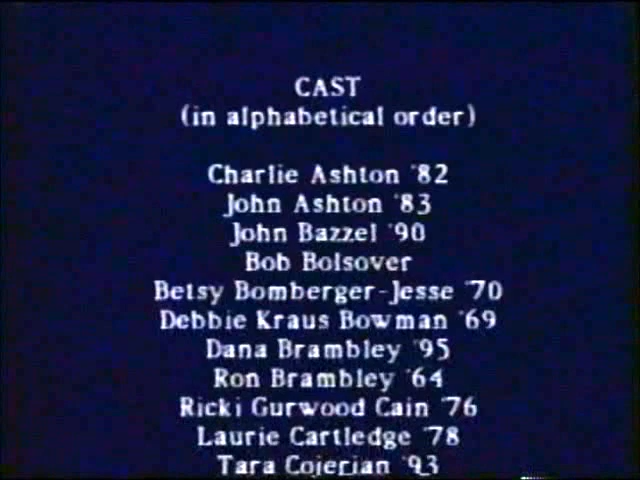 CAST
(in alphabetical order)
Charlie Ashton '82
John Ashton '83
John Bazzel '90
Bob Bolsover
Betsy Bomberger-Jesse '70
Debbie Kraus Bowman '69
Dana Brambley '95
Ron Brambley '64
Ricki Gurwood Cain '76
Laurie Cartledge '78
Tara Cojerian '93